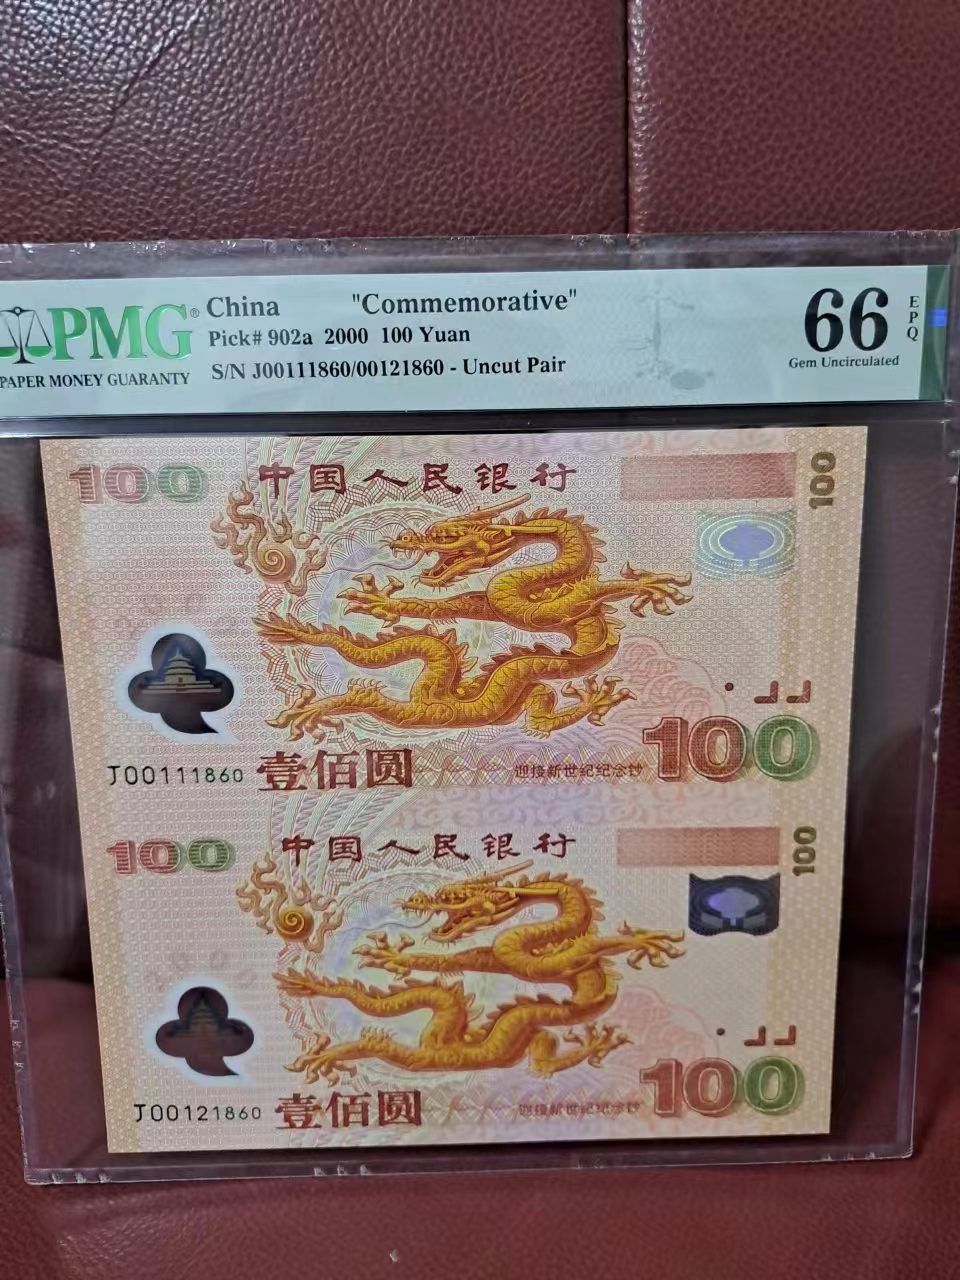 PMG®
PAPER MONEY GUARANTY
China "Commemorative"
Pick# 902a 2000 100 Yuan
S/N J00111860/00121860 - Uncut Pair
66
EPQ
Gem Uncirculated
100 中国人民银行 100
J00111860 壹佰圆 迎接新世纪纪念钞 100
100 中国人民银行 100
J00121860 壹佰圆 迎接新世纪纪念钞 100